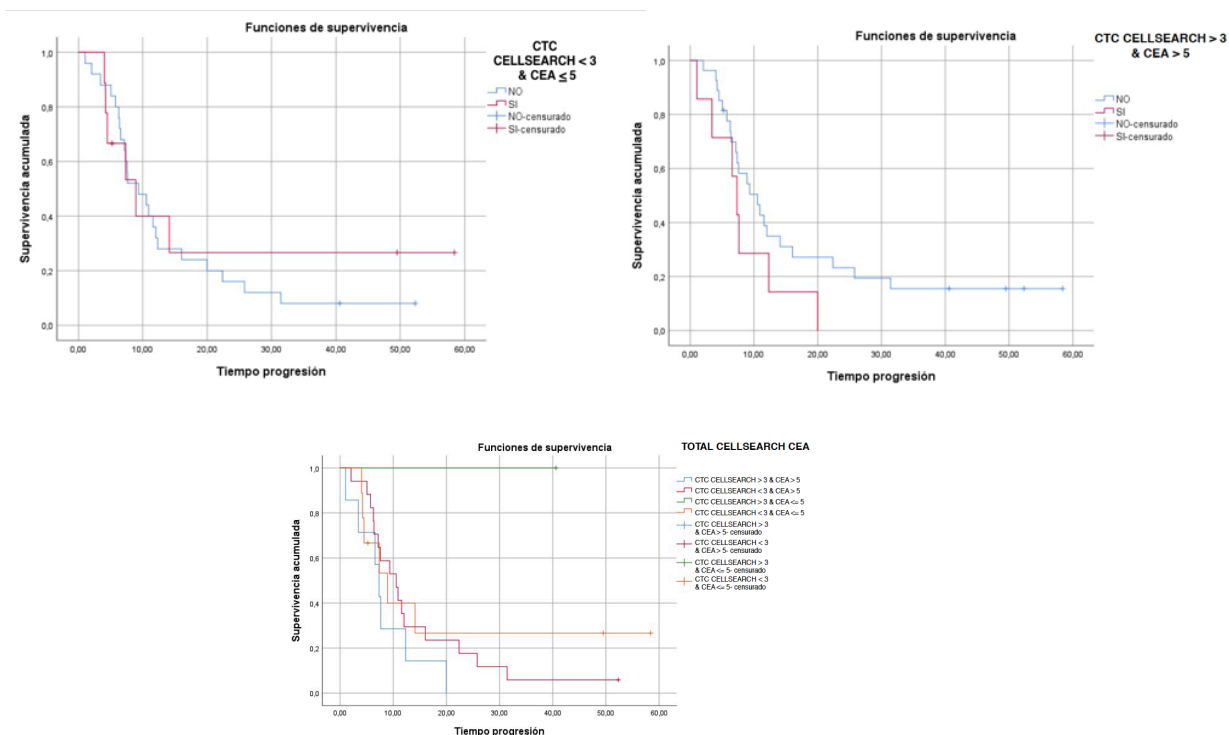 Funciones de supervivencia
CTC
CELLSEARCH < 3
& CEA ≤ 5
NO
SI
NO-censurado
SI-censurado
Supervivencia acumulada
1,0
0,8
0,6
0,4
0,2
0,0
0,00 10,00 20,00 30,00 40,00 50,00 60,00
Tiempo progresión
Funciones de supervivencia
CTC CELLSEARCH > 3
& CEA > 5
NO
SI
NO-censurado
SI-censurado
Supervivencia acumulada
1,0
0,8
0,6
0,4
0,2
0,0
0,00 10,00 20,00 30,00 40,00 50,00 60,00
Tiempo progresión
Funciones de supervivencia
TOTAL CELLSEARCH CEA
CTC CELLSEARCH > 3 & CEA > 5
CTC CELLSEARCH < 3 & CEA > 5
CTC CELLSEARCH > 3 & CEA <= 5
CTC CELLSEARCH < 3 & CEA <= 5
CTC CELLSEARCH > 3
& CEA > 5- censurado
CTC CELLSEARCH < 3
& CEA > 5- censurado
CTC CELLSEARCH > 3
& CEA <= 5- censurado
CTC CELLSEARCH < 3
& CEA <= 5- censurado
Supervivencia acumulada
1,0
0,8
0,6
0,4
0,2
0,0
0,00 10,00 20,00 30,00 40,00 50,00 60,00
Tiempo progresión